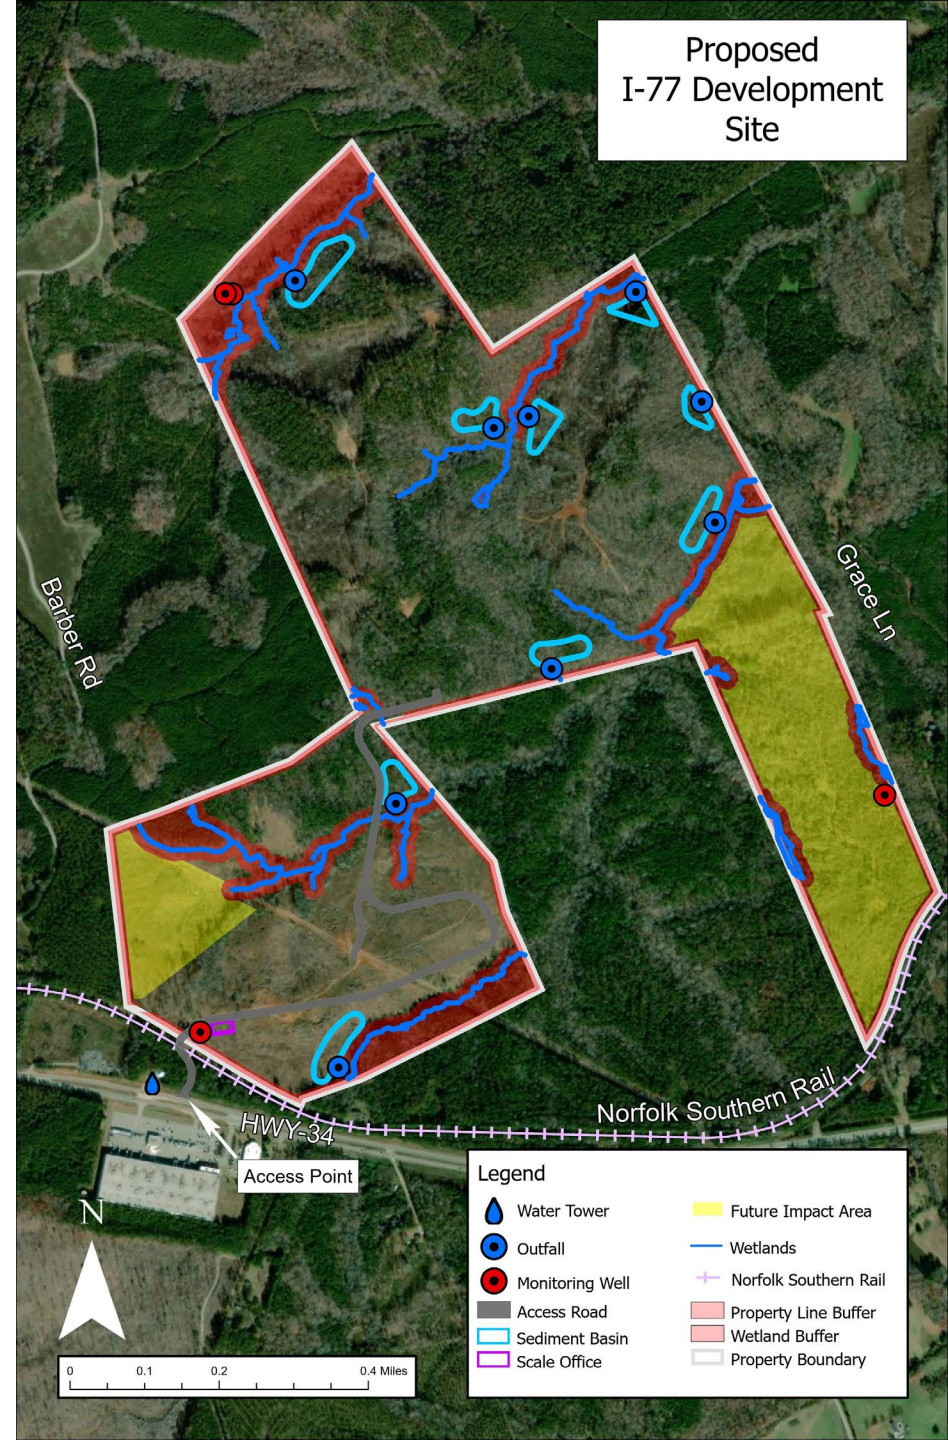 Proposed
I-77 Development
Site
Barber Rd
Grace Ln
Norfolk Southern Rail
HWY-34
Access Point
N
0 0.1 0.2 0.4 Miles
Legend
Water Tower
Outfall
Monitoring Well
Access Road
Sediment Basin
Scale Office
Future Impact Area
Wetlands
Norfolk Southern Rail
Property Line Buffer
Wetland Buffer
Property Boundary